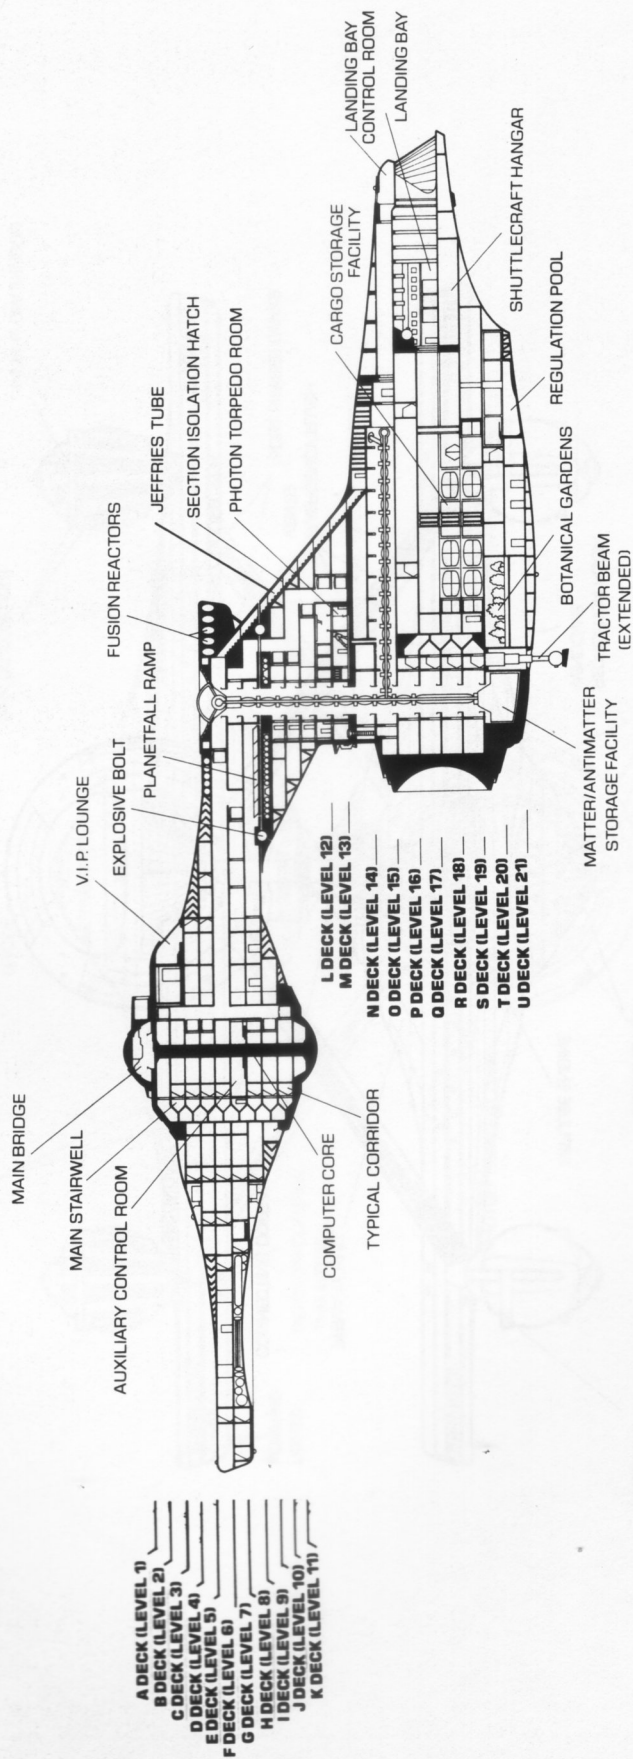 MAIN BRIDGE
MAIN STAIRWELL
AUXILIARY CONTROL ROOM
V.I.P. LOUNGE
EXPLOSIVE BOLT
PLANETFALL RAMP
FUSION REACTORS
JEFFRIES TUBE
SECTION ISOLATION HATCH
PHOTON TORPEDO ROOM
CARGO STORAGE
FACILITY
LANDING BAY
CONTROL ROOM
LANDING BAY
A DECK (LEVEL 1)
B DECK (LEVEL 2)
C DECK (LEVEL 3)
D DECK (LEVEL 4)
E DECK (LEVEL 5)
F DECK (LEVEL 6)
G DECK (LEVEL 7)
H DECK (LEVEL 8)
I DECK (LEVEL 9)
J DECK (LEVEL 10)
K DECK (LEVEL 11)
COMPUTER CORE
TYPICAL CORRIDOR
L DECK (LEVEL 12)
M DECK (LEVEL 13)
N DECK (LEVEL 14)
O DECK (LEVEL 15)
P DECK (LEVEL 16)
Q DECK (LEVEL 17)
R DECK (LEVEL 18)
S DECK (LEVEL 19)
T DECK (LEVEL 20)
U DECK (LEVEL 21)
MATTER/ANTIMATTER
STORAGE FACILITY
TRACTOR BEAM
(EXTENDED)
BOTANICAL GARDENS
REGULATION POOL
SHUTTLECRAFT HANGAR